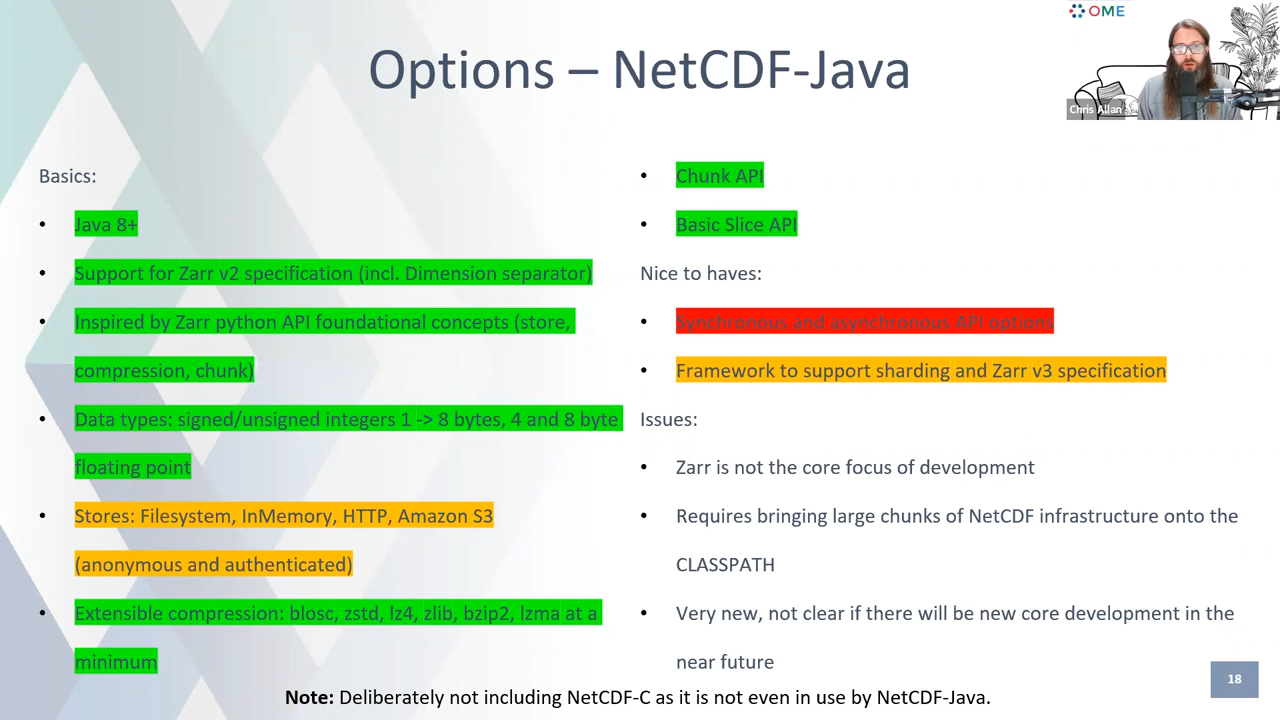 OME
Options – NetCDF-Java
Chris Allan
Basics:
• Java 8+
• Support for Zarr v2 specification (incl. Dimension separator)
• Inspired by Zarr python API foundational concepts (store,
compression, chunk)
• Data types: signed/unsigned integers 1 -> 8 bytes, 4 and 8 byte
floating point
• Stores: Filesystem, InMemory, HTTP, Amazon S3
(anonymous and authenticated)
• Extensible compression: blosc, zstd, lz4, zlib, bzip2, lzma at a
minimum
• Chunk API
• Basic Slice API
Nice to haves:
• Synchronous and asynchronous API options
• Framework to support sharding and Zarr v3 specification
Issues:
• Zarr is not the core focus of development
• Requires bringing large chunks of NetCDF infrastructure onto the
CLASSPATH
• Very new, not clear if there will be new core development in the
near future
18
Note: Deliberately not including NetCDF-C as it is not even in use by NetCDF-Java.